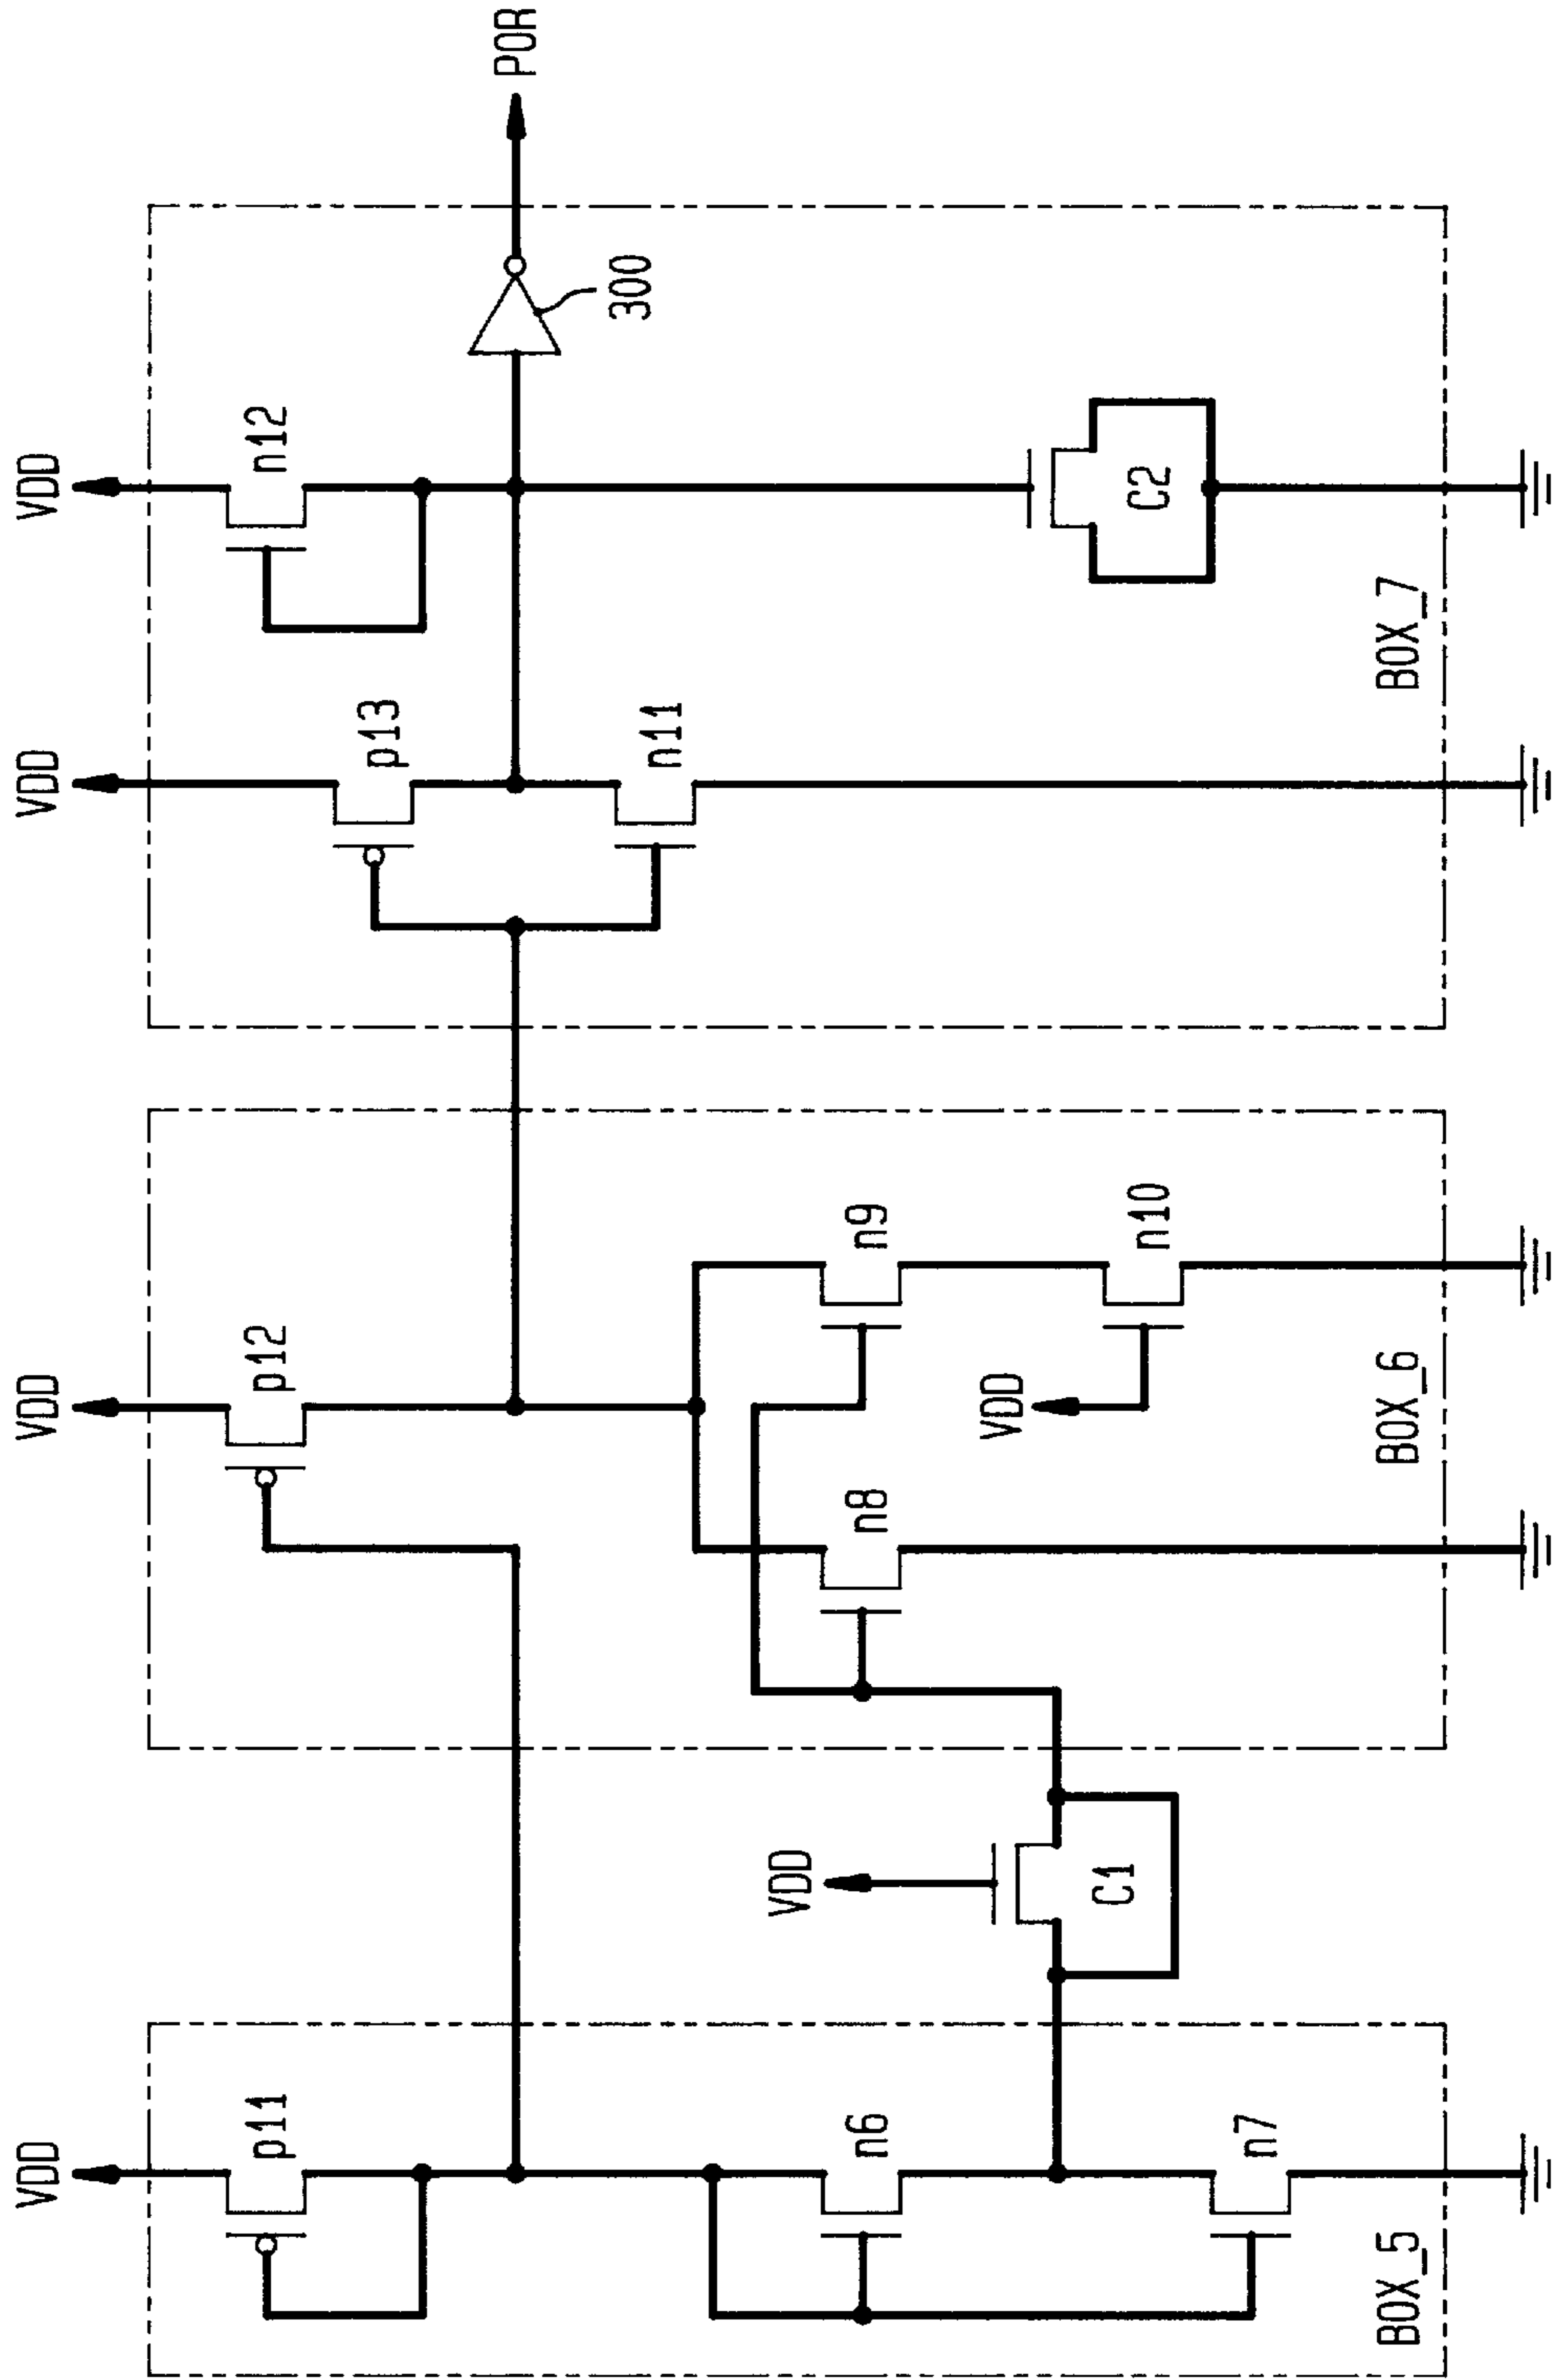 VDD
p11
n6
n7
BOX_5
VDD
C1
VDD
p12
n8
n9
VDD
n10
BOX_6
VDD
p13
n11
VDD
n12
300
C2
BOX_7
POR